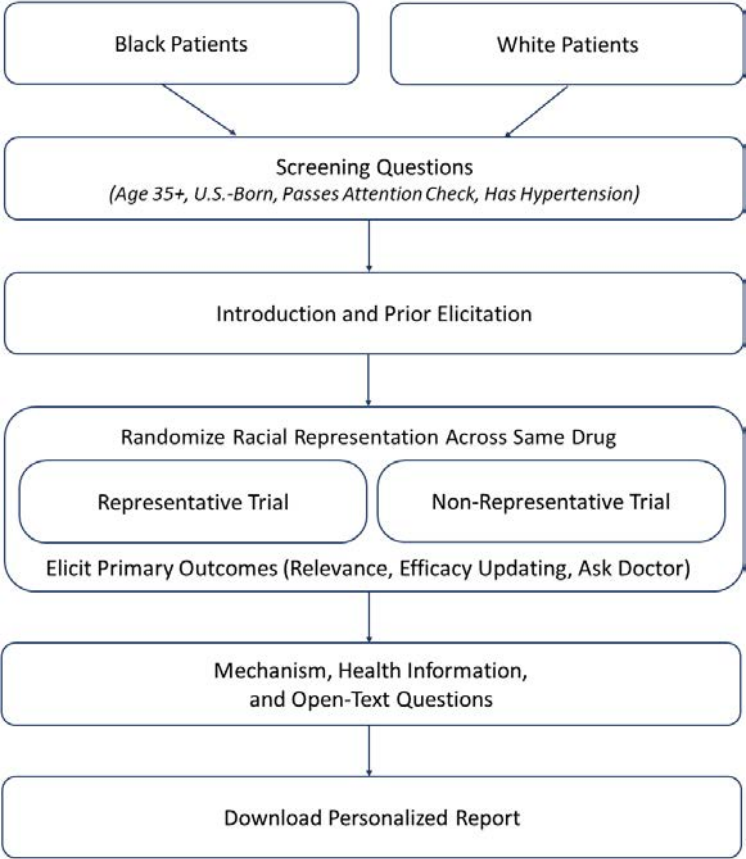 Black Patients
White Patients
Screening Questions
(Age 35+, U.S.-Born, Passes Attention Check, Has Hypertension)
Introduction and Prior Elicitation
Randomize Racial Representation Across Same Drug
Representative Trial
Non-Representative Trial
Elicit Primary Outcomes (Relevance, Efficacy Updating, Ask Doctor)
Mechanism, Health Information,
and Open-Text Questions
Download Personalized Report